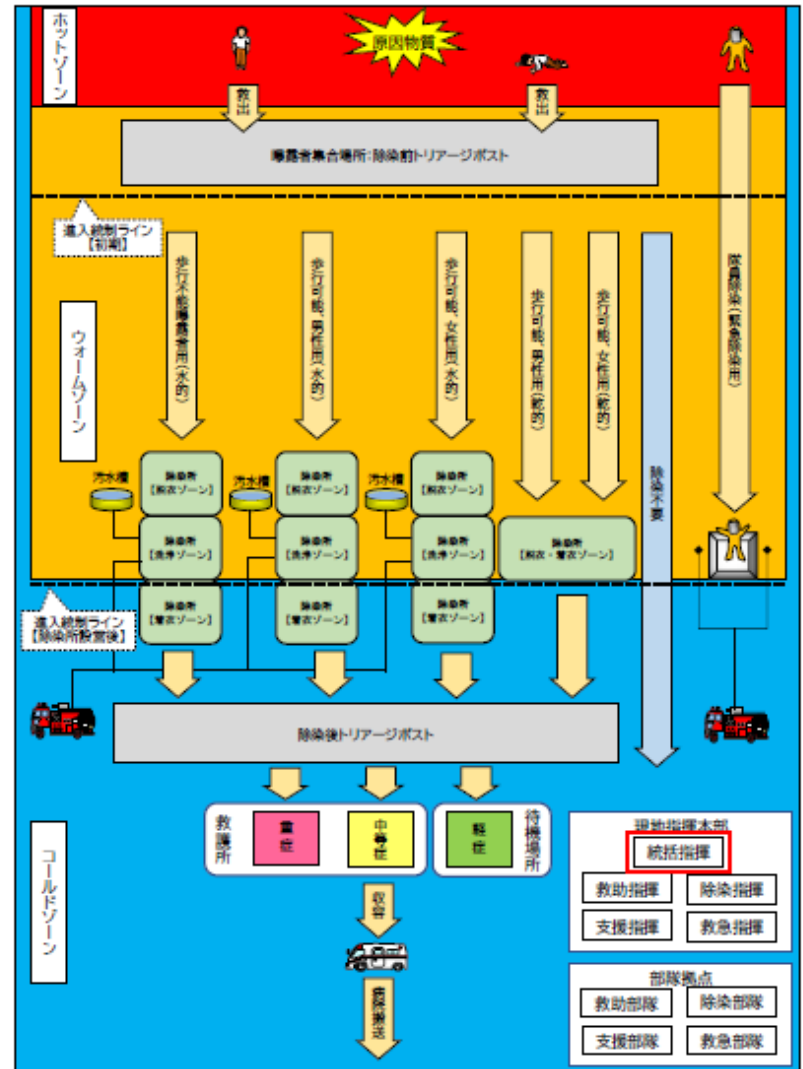 ホットゾーン
原因物質
救出
救出
曝露者集合場所:除染前トリアージポスト
進入統制ライン
【初期】
ウォームゾーン
歩行不能曝露者用(水的)
歩行可能、男性用(水的)
歩行可能、女性用(水的)
歩行可能、男性用(乾的)
歩行可能、女性用(乾的)
除染不要
隊員除染(緊急除染用)
汚水槽
除染所
【脱衣ゾーン】
汚水槽
除染所
【脱衣ゾーン】
汚水槽
除染所
【脱衣ゾーン】
除染所
【洗浄ゾーン】
除染所
【洗浄ゾーン】
除染所
【洗浄ゾーン】
除染所
【脱衣・着衣ゾーン】
進入統制ライン
【除染所設営後】
除染所
【着衣ゾーン】
除染所
【着衣ゾーン】
除染所
【着衣ゾーン】
除染後トリアージポスト
救護所
重症
中等症
軽症
待機場所
コールドゾーン
収容
病院搬送
現地指揮本部
統括指揮
救助指揮
除染指揮
支援指揮
救急指揮
部隊拠点
救助部隊
除染部隊
支援部隊
救急部隊